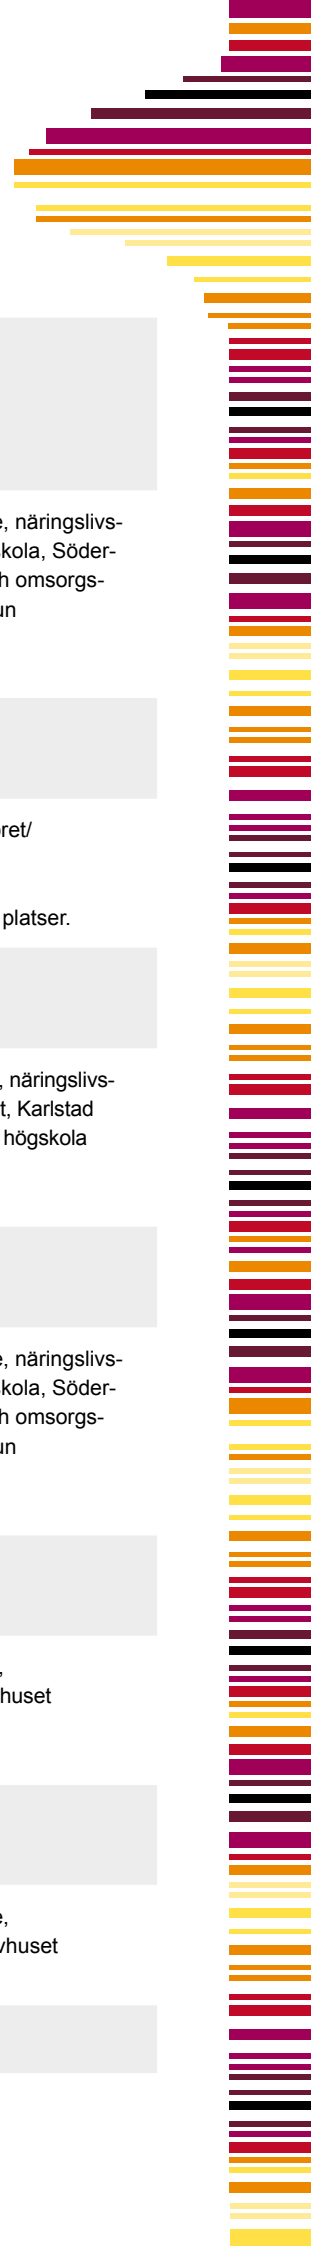 , näringslivs-
kola, Söder-
h omsorgs-
un
ret/
platser.
, näringslivs-
t, Karlstad
högskola
e, näringslivs-
kola, Söder-
h omsorgs-
un
,
huset
e,
vhuset